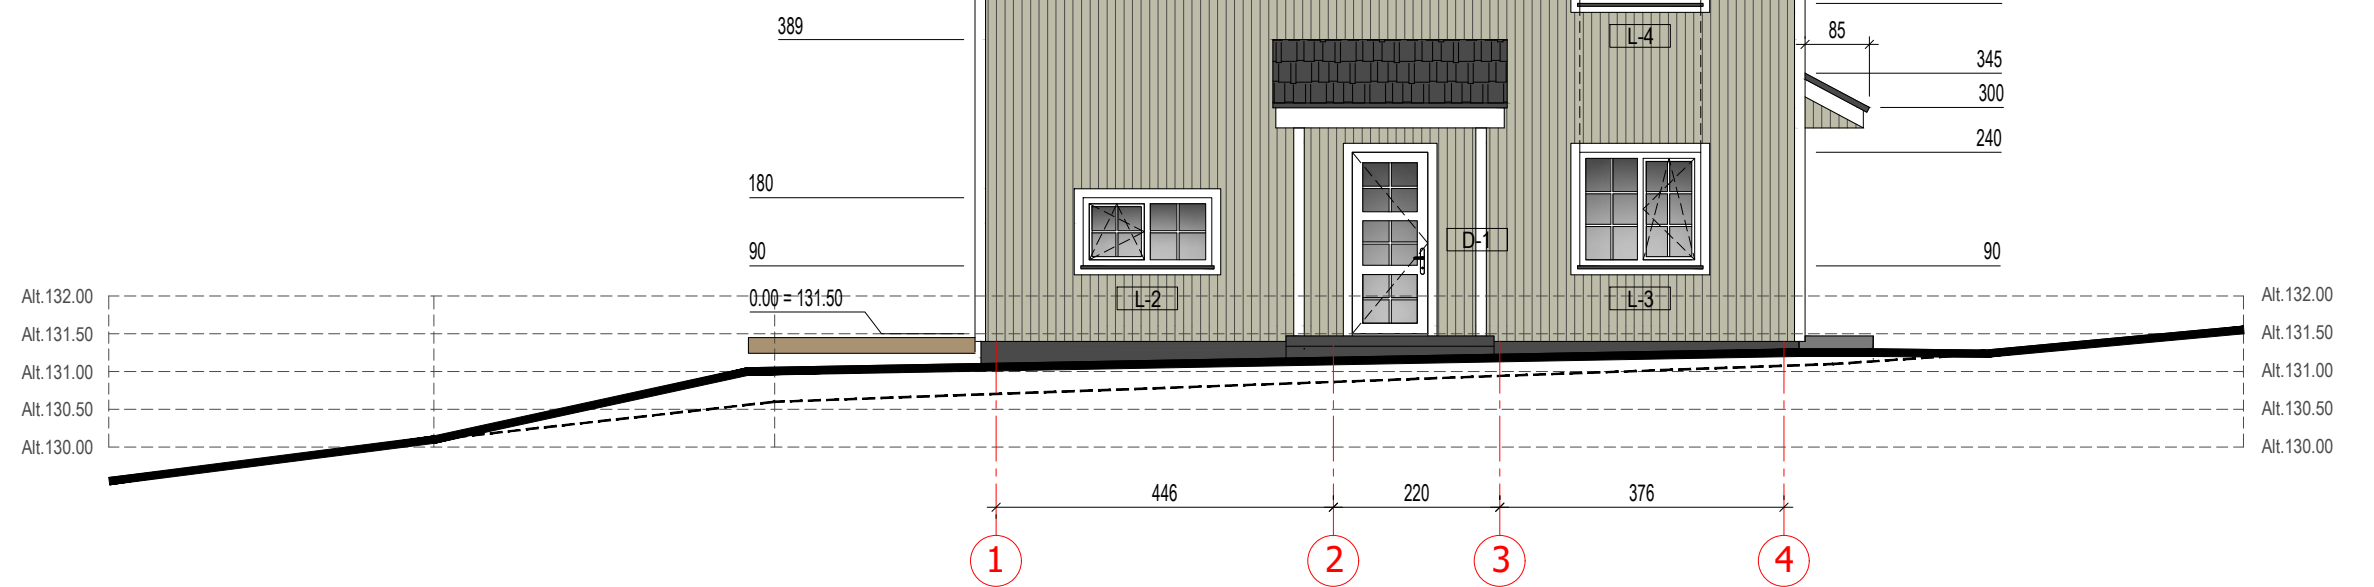 389
L-4
85
345
300
240
180
90
D-1
90
0.00 = 131.50
L-2
L-3
Alt.132.00
Alt.132.00
Alt.131.50
Alt.131.50
Alt.131.00
Alt.131.00
Alt.130.50
Alt.130.50
Alt.130.00
Alt.130.00
446
220
376
1
2
3
4